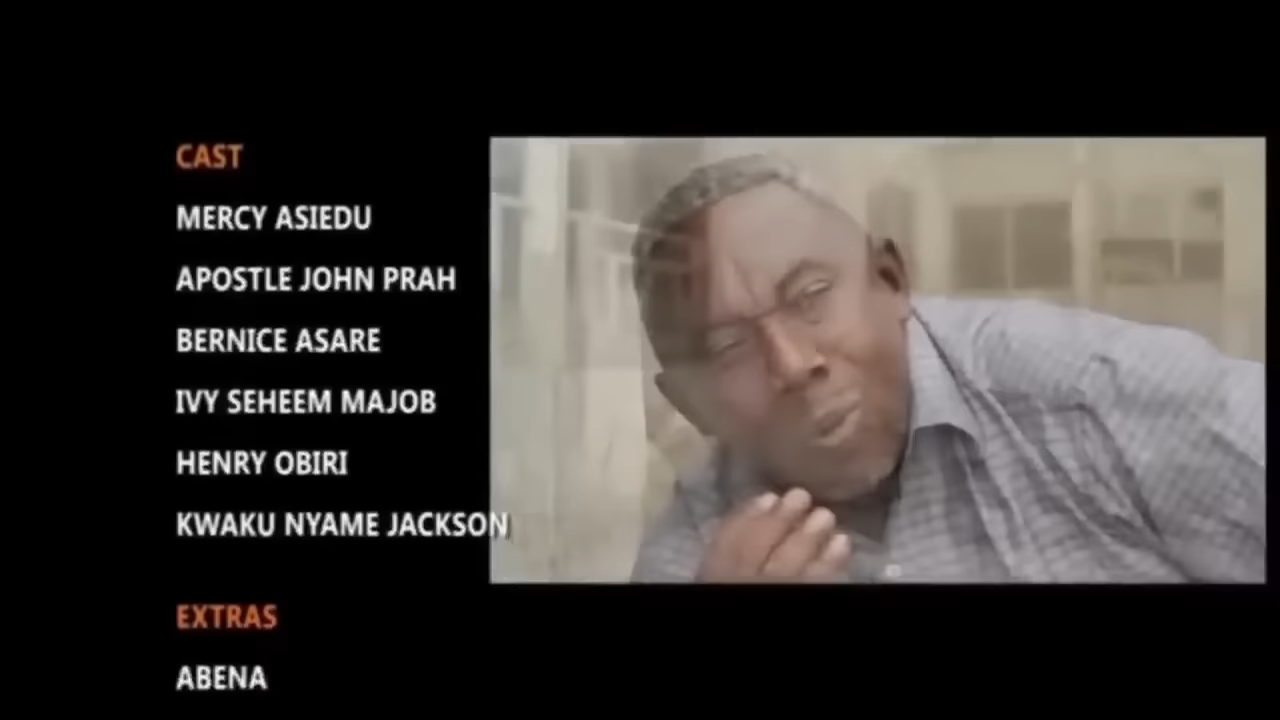 CAST
MERCY ASIEDU
APOSTLE JOHN PRAH
BERNICE ASARE
IVY SEHEEM MAJOB
HENRY OBIRI
KWAKU NYAME JACKSON
EXTRAS
ABENA